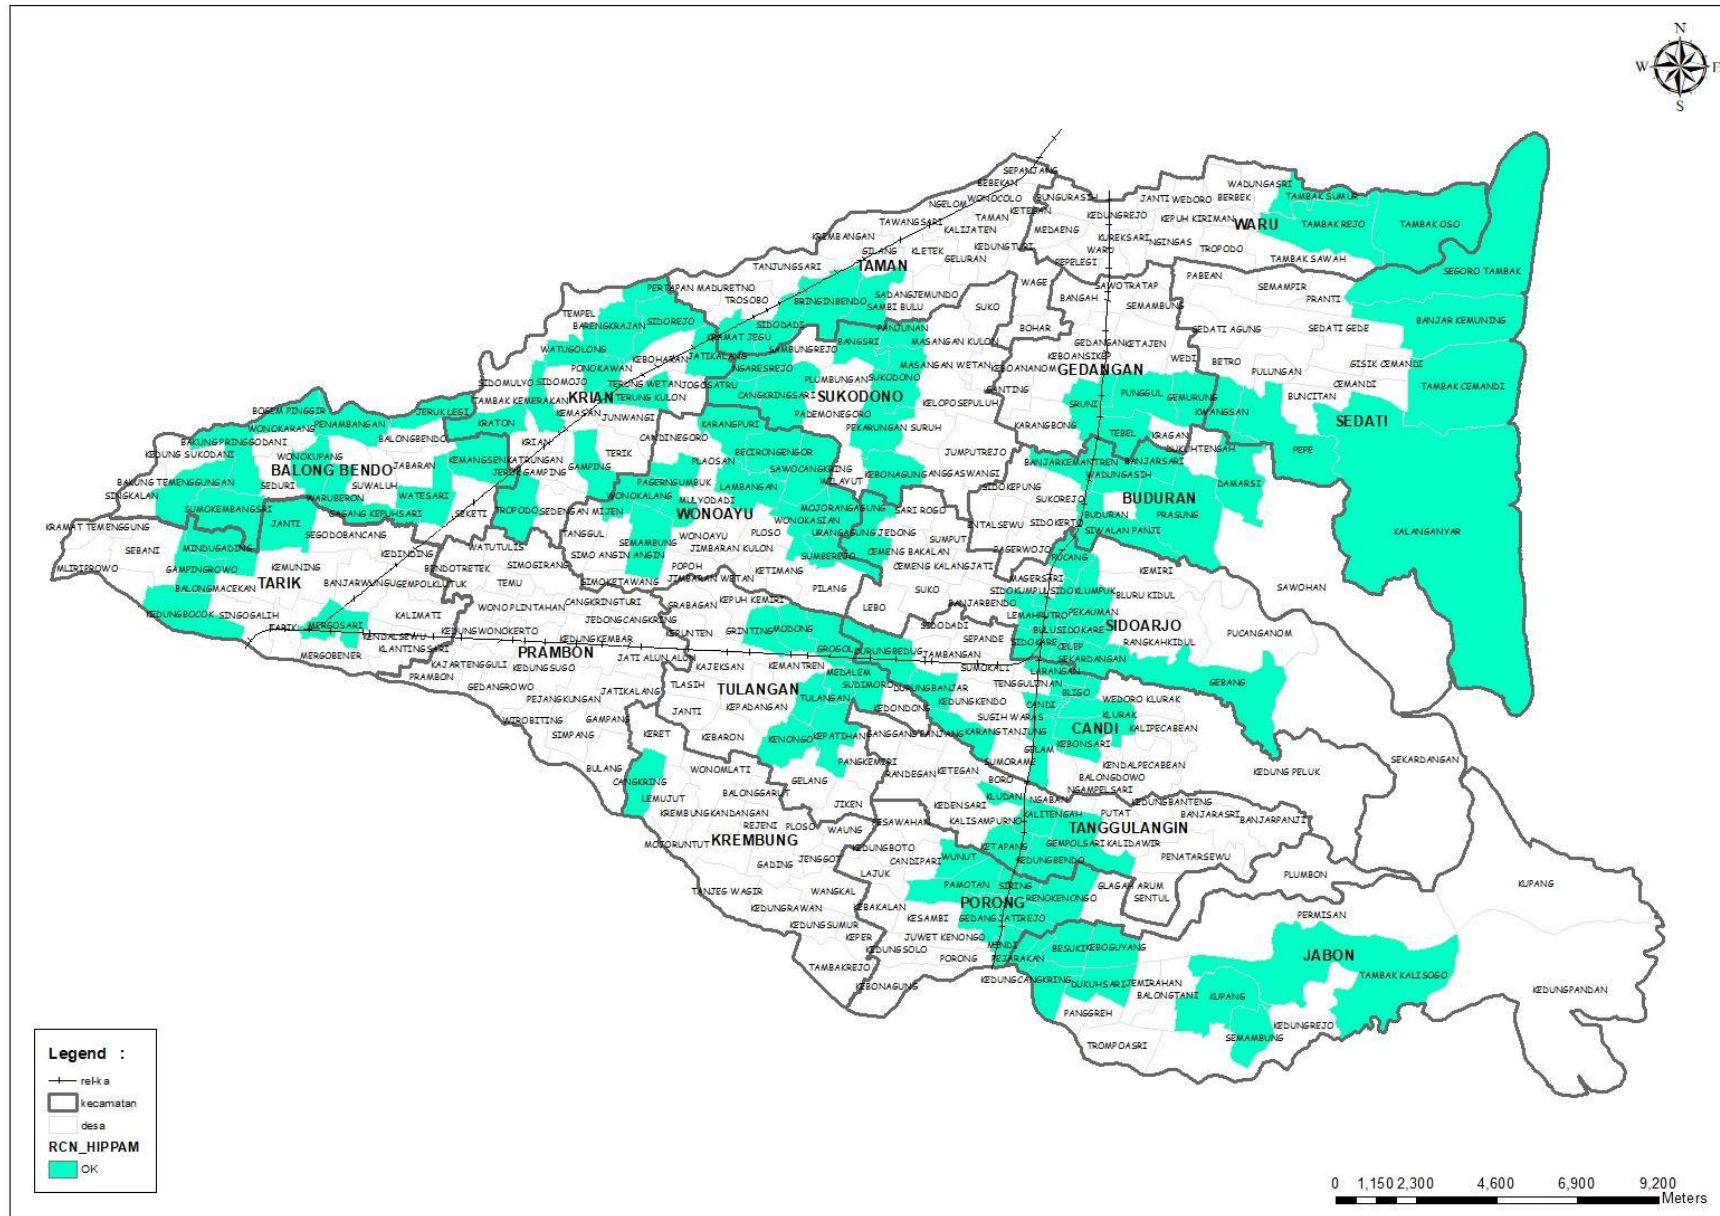 N
W E
S
SEPANJANG
BEBEKAN
WONOCOLO
NGELOM
KETEGAN
BUNGURASIH
JANTI WEDORO
WADUNGASRI
BERBEK
TAMBAK SUMUR
TAWANGSARI
TAMAN
KALIJATEN
MEDAENG
KEDUNGREJO
KEPUH KIRIMAN
WARU
TAMBAK REJO
TAMBAK OSO
KREMBANGAN
GILANG
KLETEK
KEDUNGTURI
GELURAN
KUREKSARI
NGINGAS
WARU
TROPODO
PEPELEGI
TAMBAK SAWAH
TANJUNGSARI
TAMAN
SEGORO TAMBAK
PERTAPAN MADURETNO
TROSOBO
BRINGINBENDO
SADANG
JEMUNDO
SAMBI BULU
SUKO
WAGE
BANGAH
SAWOTRATAP
SEMAMBUNG
PABEAN
SEMAMPIR
PRANTI
TEMPEL
BARENGKRAJAN
SIDOREJO
SIDODADI
KRAMAT JEGU
PANJUNAN
BANGSRI
MASANGAN KULON
BOHAR
GEDANGAN
KETAJEN
SEDATI AGUNG
SEDATI GEDE
BANJAR KEMUNING
WATUGOLONG
KEBOHARAN
JATIKALANG
SAMBUNGREJO
NGARESREJO
MASANGAN WETAN
KEBOANSIKEP
KEBOANANOM
GEDANGAN
WEDI
BETRO
PULUNGAN
GISIK CEMANDI
CEMANDI
TAMBAK CEMANDI
PONOKAWAN
SIDOMULYO
SIDOMOJO
TERUNG WETAN
JOGOSATRU
PLUMBUNGAN
SUKODONO
GANTING
PUNGGUL
GEMURUNG
BUNCITAN
TAMBAK KEMERAKAN
KRIAN
TERUNG KULON
CANGKRINGSARI
SUKODONO
KELOPOSEPULUH
SRUNI
KWANGSAN
SEDATI
BOGEM PINGGIR
JERUK LEGI
KEMASAN
JUNWANGI
PADEMONEGORO
WONOKARANG
PENAMBANGAN
KRATON
KARANGPURI
PEKARUNGAN
SURUH
KARANGBONG
TEBEL
KRAGAN
BAKUNG PRINGGODANI
BALONGBENDO
KRIAN
CANDINEGORO
DUKUHTENGAH
PEPE
KEDUNG SUKODANI
WONOKUPANG
TERIK
PLAOSAN
BECIRONGENGOR
JUMPUTREJO
BANJARKEMANTREN
BANJARSARI
BALONG BENDO
JABARAN
KEMANGSEN
KATRUNGAN
GAMPING
SAWOCANGKRING
KEBONAGUNG
ANGGASWANGI
WADUNGASIH
BAKUNG TEMENGGUNGAN
SEDURI
SUWALUH
JERUK GAMPING
PAGERNGUMBUK
LAMBANGAN
WILAYUT
SIDOKEPUNG
DAMARSI
SINGKALAN
WARUBERON
WATESARI
WONOKALANG
MULYODADI
SUKOREJO
BUDURAN
SUMOKEMBANGSRI
GAGANG KEPUHSARI
SEKETI
TROPODO
SEDENGAN MIJEN
WONOAYU
MOJORANGAGUNG
SARI ROGO
BUDURAN
PRASUNG
KRAMAT TEMENGGUNG
JANTI
SEGODOBANCANG
TANGGUL
WONOAYU
PLOSO
WONOKASIAN
URANGAGUNG
JEDONG
ENTALSEWU
SIDOKERTO
SIWALAN PANJI
KALANGANYAR
SEBANI
MINDUGADING
KEDINDING
WATUTULIS
SEMAMBUNG
JIMBARAN KULON
SUMPUT
PAGERWOJO
PUCANG
MLIRIPROWO
GAMPINGROWO
KEMUNING
BENDOTRETEK
SIMOGIRANG
SIMO ANGIN ANGIN
POPOH
SUMBEREJO
CEMENG BAKALAN
CEMENG KALANG
JATI
MAGERSARI
KEMIRI
SAWOHAN
BALONGMACEKAN
TARIK
BANJARWUNGU
GEMPOLKLUTUK
TEMU
SIMOKETAWANG
JIMBARAN WETAN
KETIMANG
PILANG
SUKO
SIDOKUMPUL
SIDOKLUMPUK
BLURU KIDUL
KEDUNGBOCOK
SINGOGALIH
KALIMATI
WONO PLINTAHAN
CANGKRINGTURI
GRABAGAN
KEPUH KEMIRI
LEBO
BANJARBENDO
LEMAHPUTRO
PEKAUMAN
SIDOARJO
TARIK
MERGOSARI
JEDONGCANGKRING
KERUNTEN
GRINTING
MODONG
SIDODADI
SEPANDE
BULUSIDOKARE
PUCANGANOM
KENDALSEWU
KEDUNGWONOKERTO
KEDUNGKEMBAR
SIDOKARE
CELEP
RANGKAHKIDUL
MERGOBENER
KLANTINGSARI
PRAMBON
JATI ALUN ALUN
KAJEKSAN
KEMANTREN
GROGOL
DURUNGBEDUG
JAMBANGAN
SUMOKALI
SEKARDANGAN
KAJARTENGGULI
KEDUNGSUGO
MEDALEM
LARANGAN
PRAMBON
GEDANGROWO
JATIKALANG
TLASIH
TULANGAN
SUDIMORO
DURUNGBANJAR
TENGGULUNAN
BLIGO
GEBANG
PEJANGKUNGAN
JANTI
KEPADANGAN
TULANGAN
KEDONDONG
KEDUNGKENDO
CANDI
WEDORO KLURAK
WIROBITING
GAMPANG
KERET
KEBARON
KENONGO
KEPATIHAN
GANGGANG PANJANG
SUGIH WARAS
KARANGTANJUNG
CANDI
KLURAK
KALIPECABEAN
SIMPANG
PANGKEMIRI
GELAM
KEBONSARI
BULANG
WONOMLATI
RANDEGAN
KETEGAN
SUMORAME
KENDALPECABEAN
KEDUNG PELUK
SEKARDANGAN
CANGKRING
GELANG
BORO
BALONGDOWO
LEMUJUT
BALONGGARUT
KLUDAN
NGABAN
NGAMPELSARI
KREMBUNG
KANDANGAN
JIKEN
KEDENSARI
KALITENGAH
PUTAT
KEDUNGBANTENG
REJENI
PLOSO
WAUNG
PESAWAHAN
KALISAMPURNO
TANGGULANGIN
BANJARASRI
BANJARPANJI
MOJORUNTUT
KREMBUNG
KEDUNGBOTO
KETAPANG
GEMPOLSARI
KALIDAWIR
JENGGOT
CANDIPARI
WUNUT
KEDUNGBENDO
PENATARSEWU
GADING
LAJUK
PLUMBON
KUPANG
TANJEG WAGIR
WANGKAL
PAMOTAN
SIRING
GLAGAH ARUM
KEDUNGRAWAN
KEBAKALAN
PORONG
RENOKENONGO
SENTUL
KEDUNGSUMUR
KESAMBI
GEDANG
JATIREJO
PERMISAN
KEPER
JUWET KENONGO
KEDUNGSOLO
MINDI
BESUKI
KEBOGUYANG
JABON
TAMBAKREJO
PORONG
PEJARAKAN
TAMBAK KALISOGO
KEBONAGUNG
KEDUNGCANGKRING
DUKUHSARI
JEMIRAHAN
BALONGTANI
KUPANG
KEDUNGPANDAN
PANGGREH
KEDUNGREJO
SEMAMBUNG
TROMPOASRI
Legend :
rel-ka
kecamatan
desa
RCN_HIPPAM
OK
0 1,150 2,300 4,600 6,900 9,200
Meters